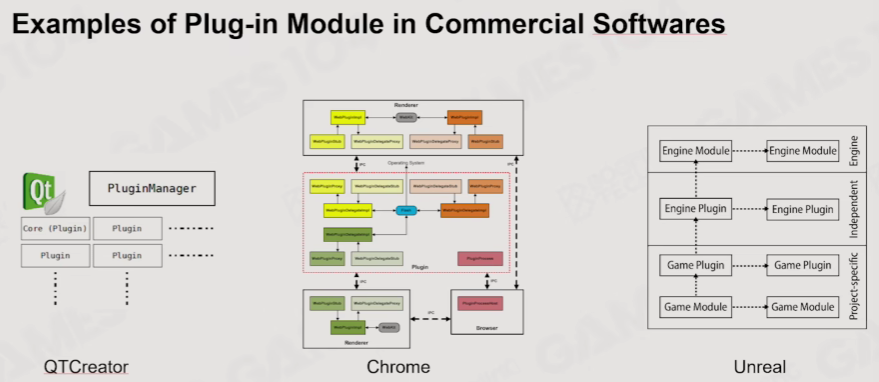 Examples of Plug-in Module in Commercial Softwares
Qt
PluginManager
Core (Plugin)
Plugin
Plugin
Plugin
QTCreator
Renderer
WebPluginImpl
WebKit
WebPluginImpl
WebPluginStub
WebPluginDelegateProxy
WebPluginDelegateProxy
WebPluginStub
IPC
Operating System
IPC
WebPluginProxy
WebPluginDelegateStub
WebPluginDelegateStub
WebPluginProxy
WebPluginDelegateImpl
WebPluginDelegateImpl
WebPluginDelegateImpl
WebPluginProxy
WebPluginDelegateStub
PluginProcess
Plugin
IPC
IPC
WebPluginStub
WebPluginDelegateProxy
PluginProcessHost
WebPluginImpl
WebKit
IPC
Renderer
Browser
Chrome
Engine Module
Engine Module
Engine
Engine Plugin
Engine Plugin
Independent
Game Plugin
Game Plugin
Game Module
Game Module
Project-specific
Unreal
GAMES104